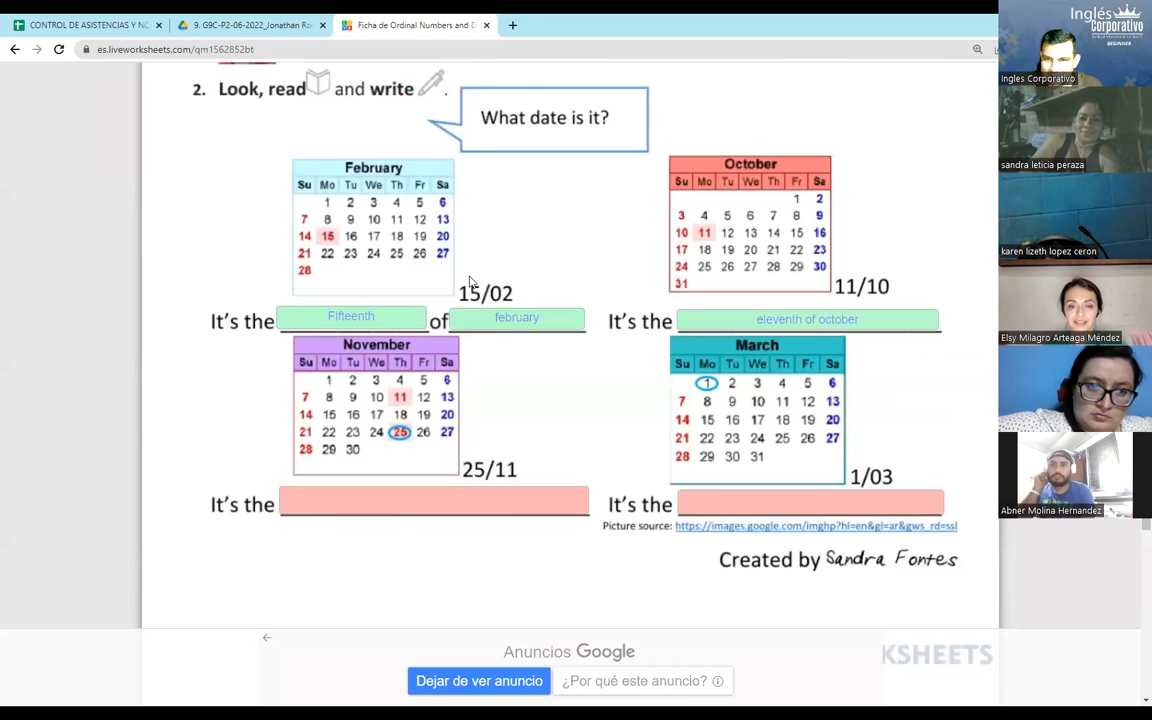 CONTROL DE ASISTENCIAS Y NO
9. G9C-P2-06-2022_Jonathan Ro
Ficha de Ordinal Numbers and D
es.liveworksheets.com/qm1562852bt
2. Look, read and write .
What date is it?
February
Su Mo Tu We Th Fr Sa
1 2 3 4 5 6
7 8 9 10 11 12 13
14 15 16 17 18 19 20
21 22 23 24 25 26 27
28
15/02
It's the Fifteenth of february
October
Su Mo Tu We Th Fr Sa
1 2
3 4 5 6 7 8 9
10 11 12 13 14 15 16
17 18 19 20 21 22 23
24 25 26 27 28 29 30
31
11/10
It's the eleventh of october
November
Su Mo Tu We Th Fr Sa
1 2 3 4 5 6
7 8 9 10 11 12 13
14 15 16 17 18 19 20
21 22 23 24 25 26 27
28 29 30
25/11
It's the
March
Su Mo Tu We Th Fr Sa
1 2 3 4 5 6
7 8 9 10 11 12 13
14 15 16 17 18 19 20
21 22 23 24 25 26 27
28 29 30 31
1/03
It's the
Picture source: https://images.google.com/imghp?hl=en&gl=ar&gws_rd=ssl
Created by Sandra Fontes
Anuncios Google
Dejar de ver anuncio
¿Por qué este anuncio?
KSHEETS
Inglés
Corporativo
BEGINNER
Ingles Corporativo
sandra leticia peraza
karen lizeth lopez ceron
Elsy Milagro Arteaga Méndez
Abner Molina Hernandez